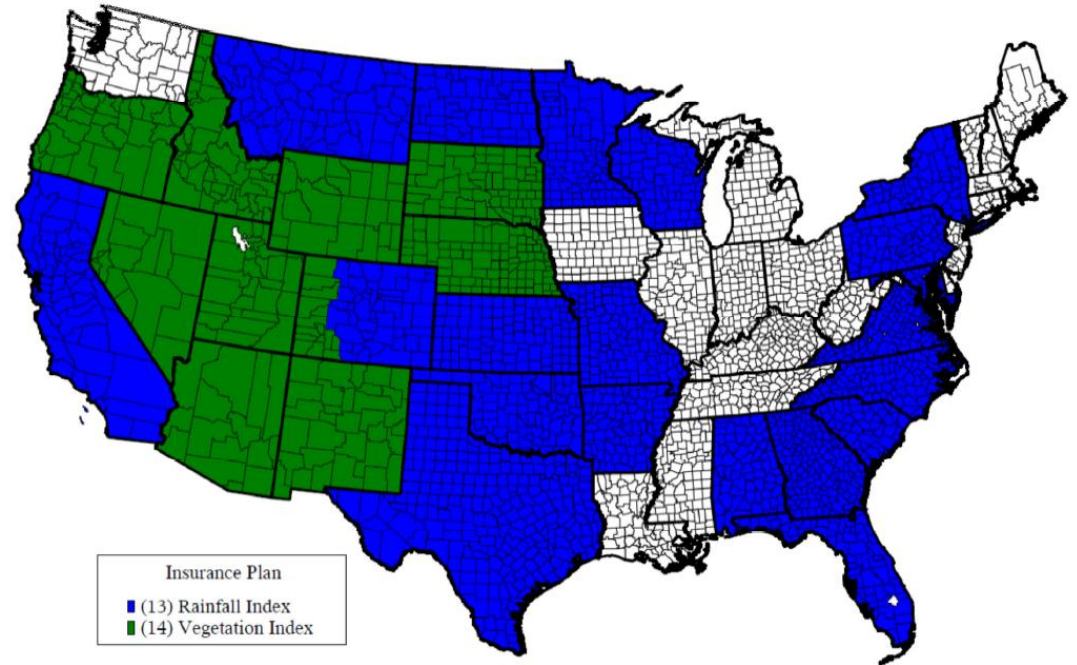 Insurance Plan
(13) Rainfall Index
(14) Vegetation Index